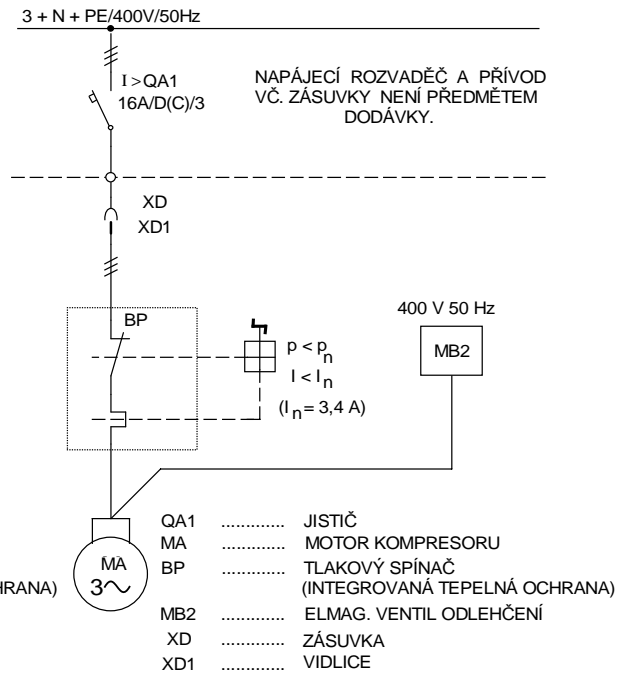 3 + N + PE/400V/50Hz
I > QA1
16A/D(C)/3
NAPÁJECÍ ROZVADĚČ A PŘÍVOD
VČ. ZÁSUVKY NENÍ PŘEDMĚTEM
DODÁVKY.
XD
XD1
BP
p < pn
I < In
(In = 3,4 A)
400 V 50 Hz
MB2
MA
3~
HRANA)
QA1 ............. JISTIČ
MA ............. MOTOR KOMPRESORU
BP ............. TLAKOVÝ SPÍNAČ
(INTEGROVANÁ TEPELNÁ OCHRANA)
MB2 ............. ELMAG. VENTIL ODLEHČENÍ
XD ............. ZÁSUVKA
XD1 ............. VIDLICE